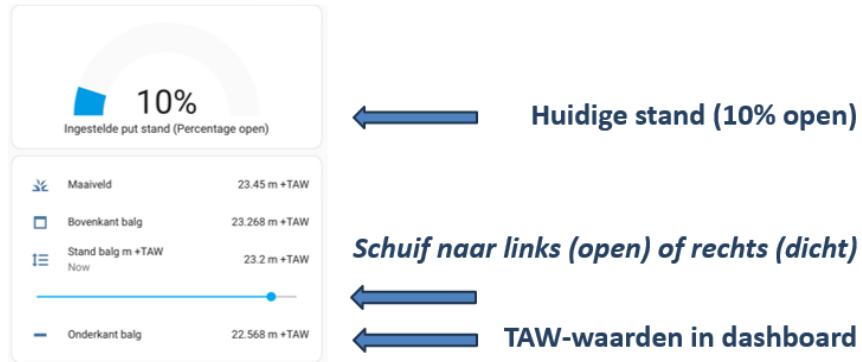 10%
Ingestelde put stand (Percentage open)
Huidige stand (10% open)
Maaiveld 23.45 m +TAW
Bovenkant balg 23.268 m +TAW
Stand balg m +TAW 23.2 m +TAW
Now
Schuif naar links (open) of rechts (dicht)
Onderkant balg 22.568 m +TAW
TAW-waarden in dashboard